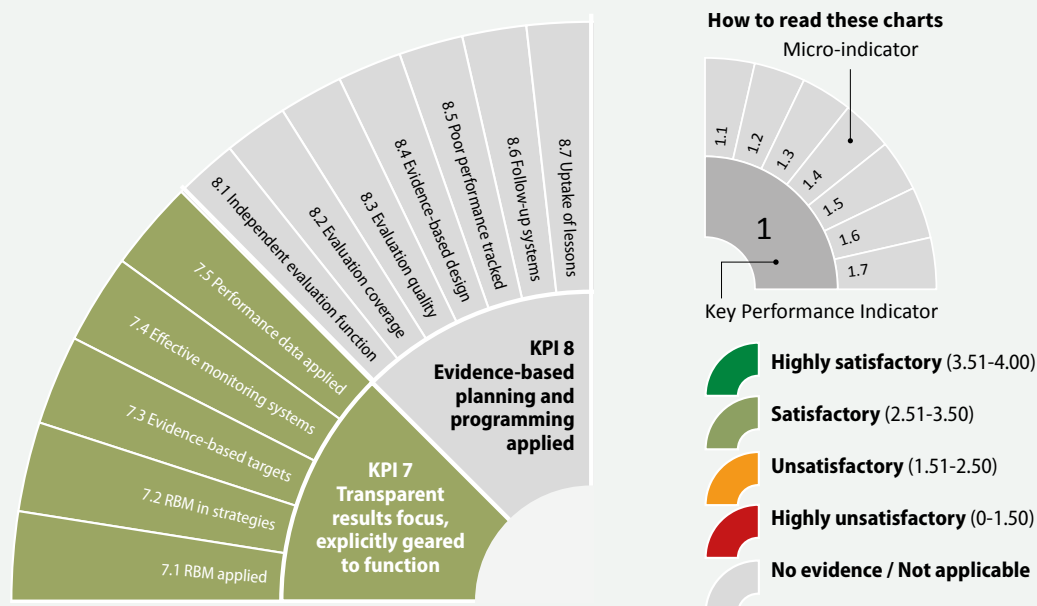 8.1 Independent evaluation function
8.2 Evaluation coverage
8.3 Evaluation quality
8.4 Evidence-based design
8.5 Poor performance tracked
8.6 Follow-up systems
8.7 Uptake of lessons
KPI 8
Evidence-based
planning and
programming
applied
7.5 Performance data applied
7.4 Effective monitoring systems
7.3 Evidence-based targets
7.2 RBM in strategies
7.1 RBM applied
KPI 7
Transparent
results focus,
explicitly geared
to function
How to read these charts
Micro-indicator
1.1
1.2
1.3
1.4
1.5
1.6
1.7
1
Key Performance Indicator
Highly satisfactory (3.51-4.00)
Satisfactory (2.51-3.50)
Unsatisfactory (1.51-2.50)
Highly unsatisfactory (0-1.50)
No evidence / Not applicable